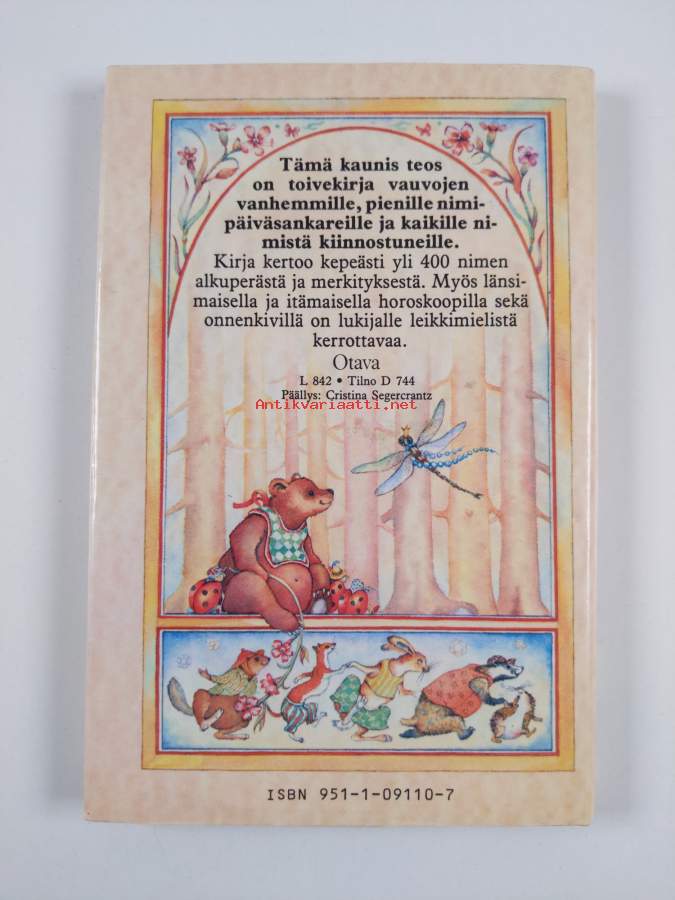 Tämä kaunis teos
on toivekirja vauvojen
vanhemmille, pienille nimi-
päiväsankareille ja kaikille ni-
mistä kiinnostuneille.
Kirja kertoo kepeästi yli 400 nimen
alkuperästä ja merkityksestä. Myös länsi-
maisella ja itämaisella horoskoopilla sekä
onnenkivillä on lukijalle leikkimielistä
kerrottavaa.
Otava
L 842 • Tilno D 744
Päällys: Cristina Segercrantz
Antikvariaatti.net
ISBN 951-1-09110-7